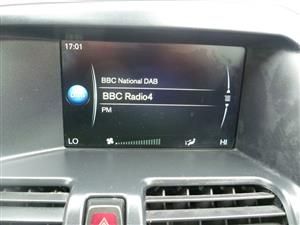 17:01
BBC National DAB
BBC Radio4
PM
LO
HI